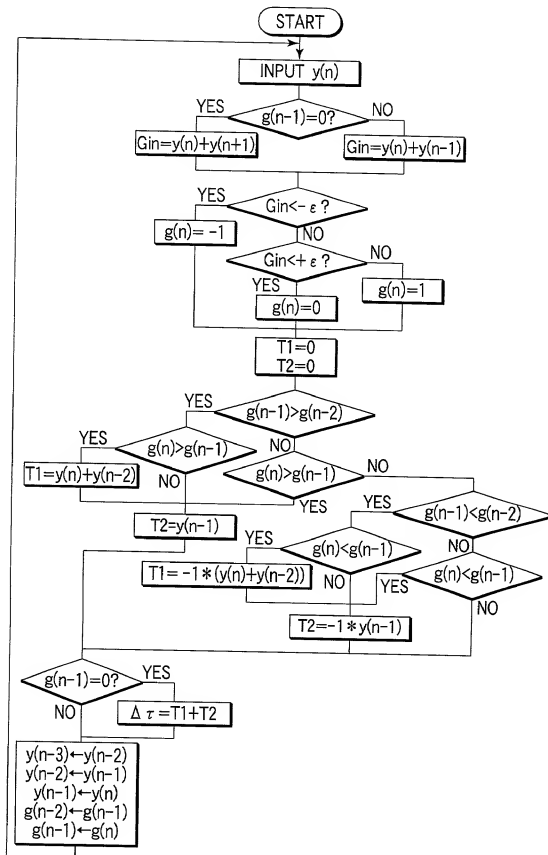 START
INPUT y(n)
YES
g(n-1)=0?
NO
Gin=y(n)+y(n+1)
Gin=y(n)+y(n-1)
YES
Gin<- ε ?
g(n)= -1
NO
Gin<+ ε ?
NO
YES
g(n)=0
g(n)=1
T1=0
T2=0
YES
g(n-1)>g(n-2)
YES
g(n)>g(n-1)
NO
g(n)>g(n-1)
NO
T1=y(n)+y(n-2)
NO
YES
YES
g(n-1)<g(n-2)
T2=y(n-1)
YES
g(n)<g(n-1)
NO
T1= -1*(y(n)+y(n-2))
NO
YES
g(n)<g(n-1)
NO
T2=-1*y(n-1)
g(n-1)=0?
YES
NO
Δ τ =T1+T2
y(n-3)←y(n-2)
y(n-2)←y(n-1)
y(n-1)←y(n)
g(n-2)←g(n-1)
g(n-1)←g(n)